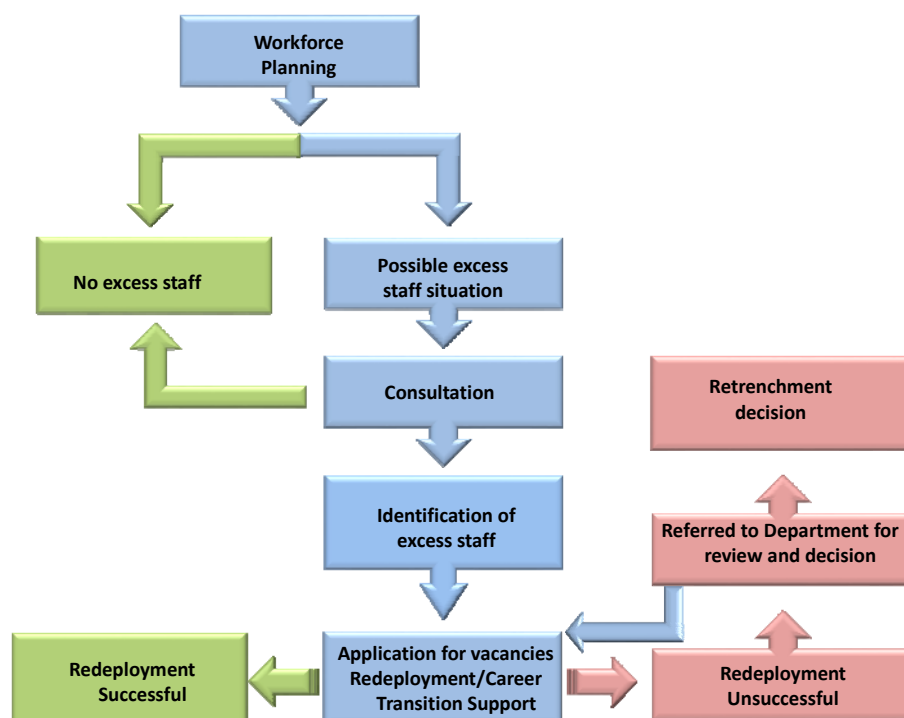 Workforce
Planning
No excess staff
Possible excess
staff situation
Consultation
Retrenchment
decision
Identification of
excess staff
Referred to Department for
review and decision
Redeployment
Successful
Application for vacancies
Redeployment/Career
Transition Support
Redeployment
Unsuccessful